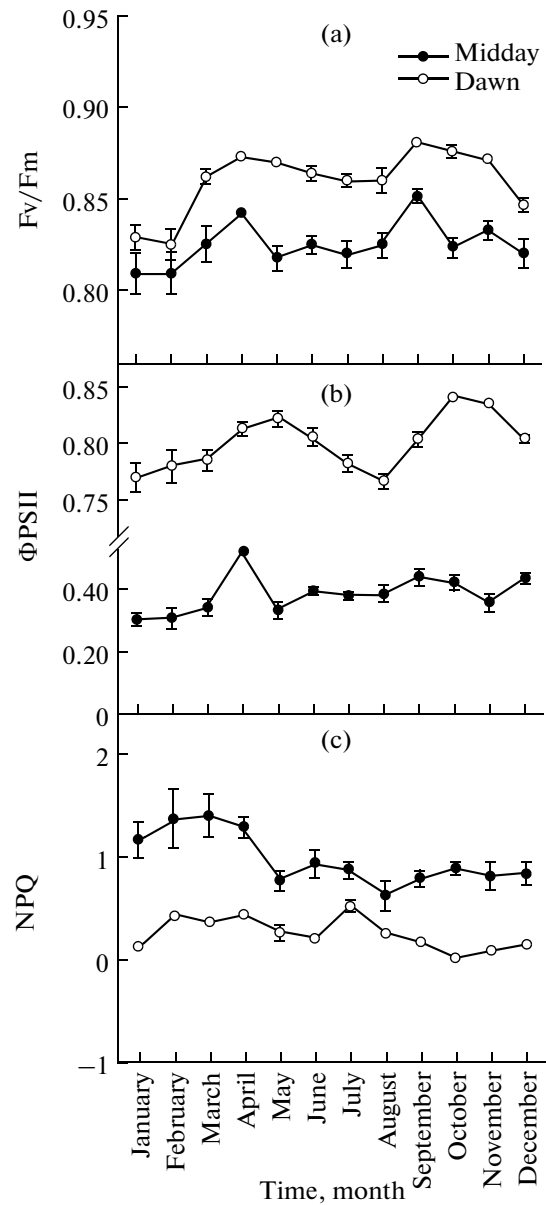 0.95
(a)
Midday
Dawn
0.90
Fv/Fm
0.85
0.80
0.85
(b)
0.80
0.75
ΦPSII
0.40
0.20
0
2
(c)
1
NPQ
0
−1
January
February
March
April
May
June
July
August
September
October
November
December
Time, month